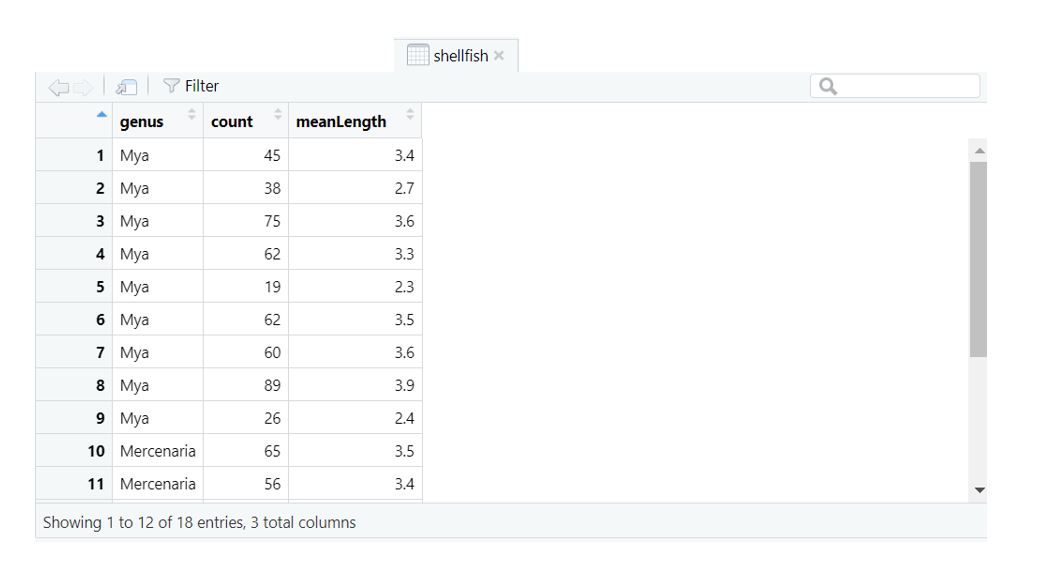 shellfish
Filter
genus count meanLength
1 Mya 45 3.4
2 Mya 38 2.7
3 Mya 75 3.6
4 Mya 62 3.3
5 Mya 19 2.3
6 Mya 62 3.5
7 Mya 60 3.6
8 Mya 89 3.9
9 Mya 26 2.4
10 Mercenaria 65 3.5
11 Mercenaria 56 3.4
Showing 1 to 12 of 18 entries, 3 total columns